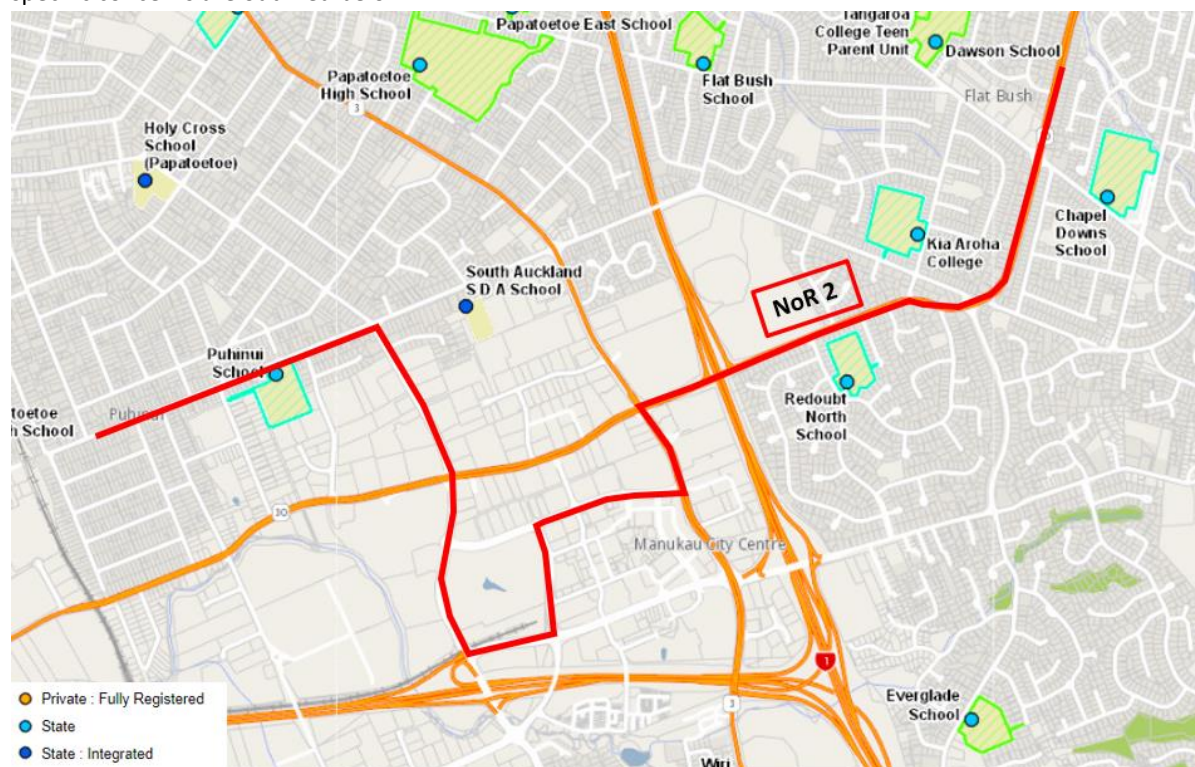 Papatoetoe East School
Tangaroa
College Teen
Parent Unit
Dawson School
Papatoetoe
High School
3
Flat Bush
School
Flat Bush
Holy Cross
School
(Papatoetoe)
Chapel
Downs
School
Kia Aroha
College
South Auckland
S D A School
NoR 2
Puhinui
School
Redoubt
North
School
toetoe
h School
30
Manukau City Centre
1
Everglade
School
3
Wiri
Private : Fully Registered
State
State : Integrated